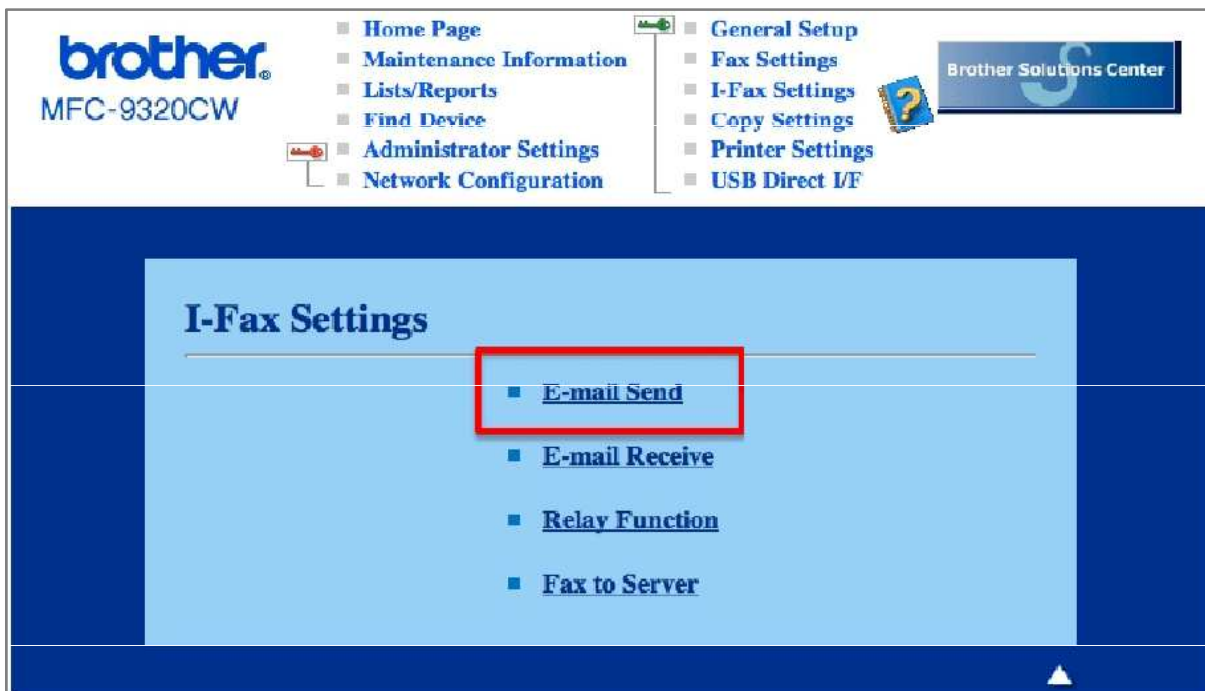 brother®
MFC-9320CW
Home Page
Maintenance Information
Lists/Reports
Find Device
Administrator Settings
Network Configuration
General Setup
Fax Settings
I-Fax Settings
Copy Settings
Printer Settings
USB Direct I/F
?
Brother Solutions Center
I-Fax Settings
E-mail Send
E-mail Receive
Relay Function
Fax to Server